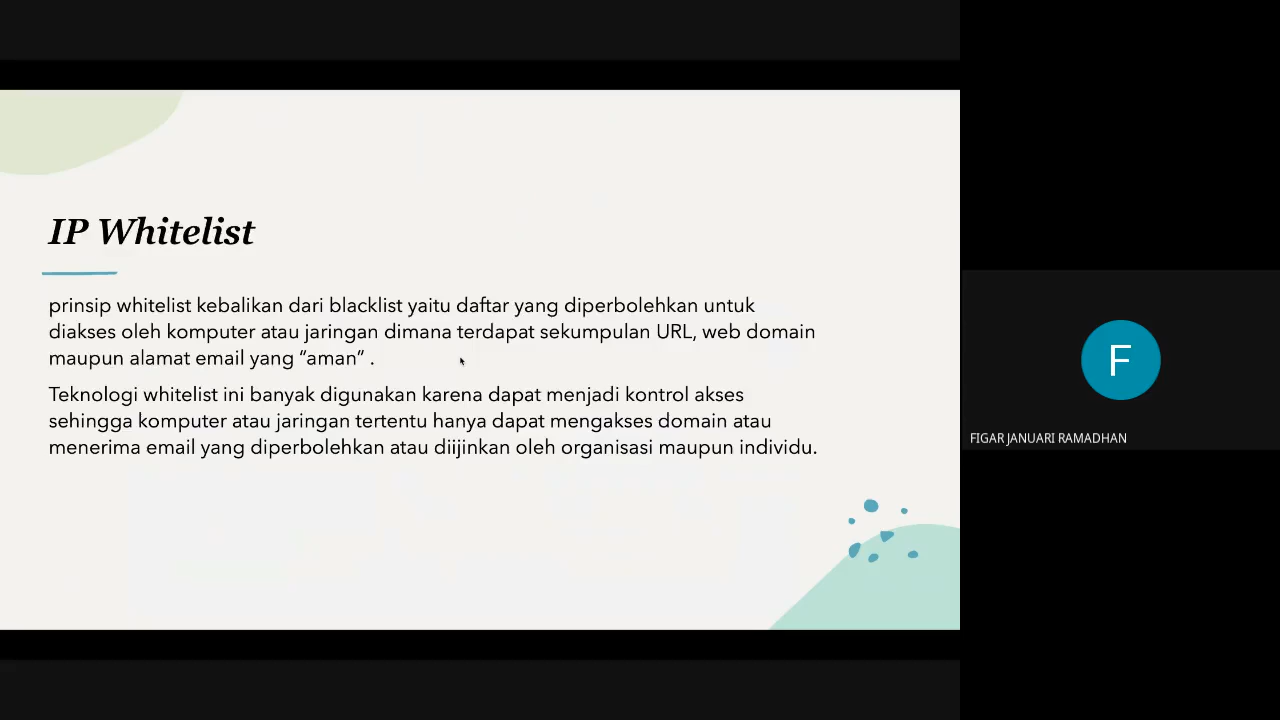 IP Whitelist
prinsip whitelist kebalikan dari blacklist yaitu daftar yang diperbolehkan untuk
diakses oleh komputer atau jaringan dimana terdapat sekumpulan URL, web domain
maupun alamat email yang “aman” .
Teknologi whitelist ini banyak digunakan karena dapat menjadi kontrol akses
sehingga komputer atau jaringan tertentu hanya dapat mengakses domain atau
menerima email yang diperbolehkan atau diijinkan oleh organisasi maupun individu.
F
FIGAR JANUARI RAMADHAN